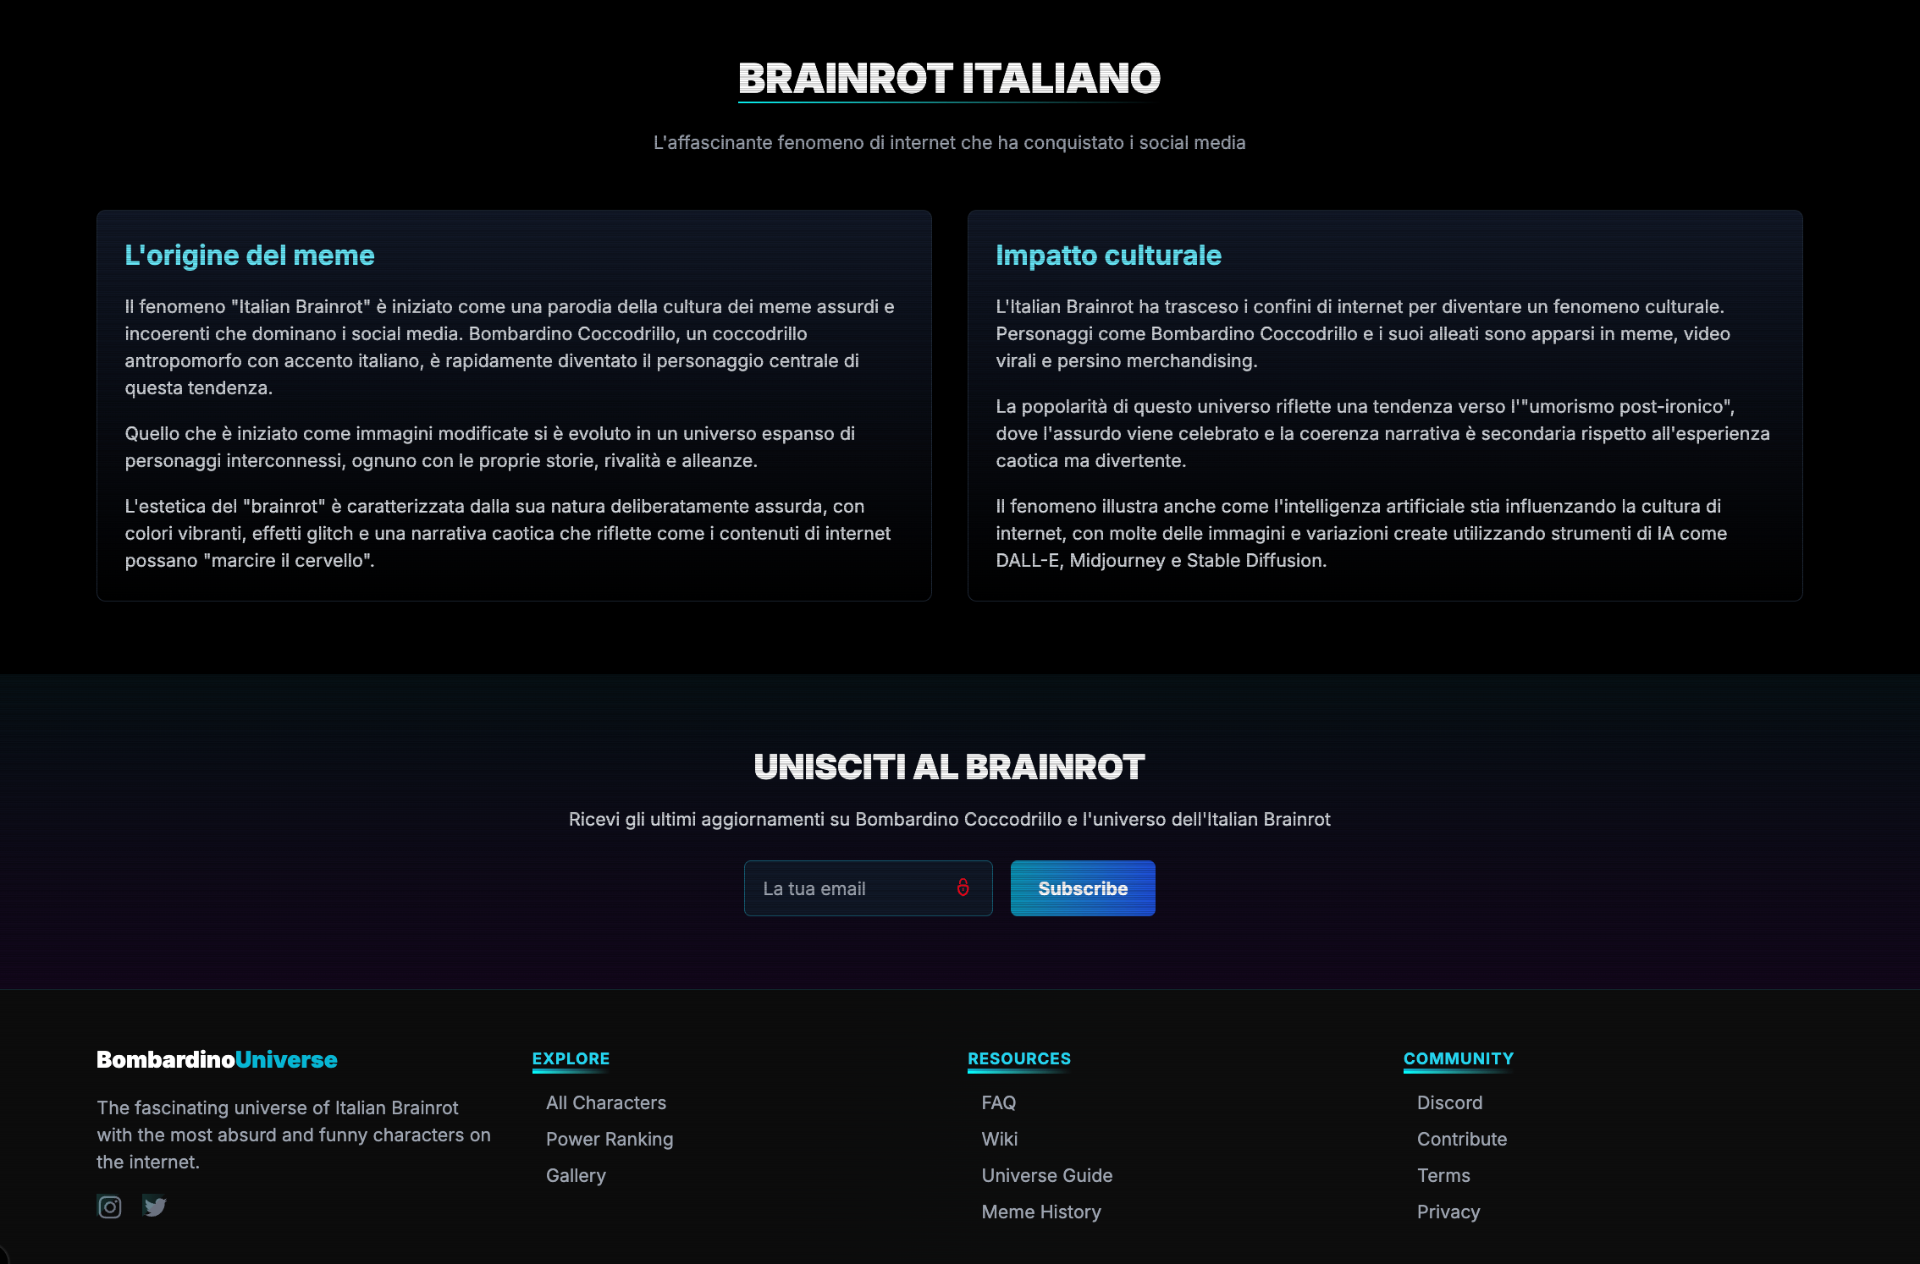 BRAINROT ITALIANO
L'affascinante fenomeno di internet che ha conquistato i social media
L'origine del meme
Il fenomeno "Italian Brainrot" è iniziato come una parodia della cultura dei meme assurdi e
incoerenti che dominano i social media. Bombardino Coccodrillo, un coccodrillo
antropomorfo con accento italiano, è rapidamente diventato il personaggio centrale di
questa tendenza.
Quello che è iniziato come immagini modificate si è evoluto in un universo espanso di
personaggi interconnessi, ognuno con le proprie storie, rivalità e alleanze.
L'estetica del "brainrot" è caratterizzata dalla sua natura deliberatamente assurda, con
colori vibranti, effetti glitch e una narrativa caotica che riflette come i contenuti di internet
possano "marcire il cervello".
Impatto culturale
L'Italian Brainrot ha trasceso i confini di internet per diventare un fenomeno culturale.
Personaggi come Bombardino Coccodrillo e i suoi alleati sono apparsi in meme, video
virali e persino merchandising.
La popolarità di questo universo riflette una tendenza verso l'"umorismo post-ironico",
dove l'assurdo viene celebrato e la coerenza narrativa è secondaria rispetto all'esperienza
caotica ma divertente.
Il fenomeno illustra anche come l'intelligenza artificiale stia influenzando la cultura di
internet, con molte delle immagini e variazioni create utilizzando strumenti di IA come
DALL-E, Midjourney e Stable Diffusion.
UNISCITI AL BRAINROT
Ricevi gli ultimi aggiornamenti su Bombardino Coccodrillo e l'universo dell'Italian Brainrot
La tua email
Subscribe
BombardinoUniverse
The fascinating universe of Italian Brainrot
with the most absurd and funny characters on
the internet.
EXPLORE
All Characters
Power Ranking
Gallery
RESOURCES
FAQ
Wiki
Universe Guide
Meme History
COMMUNITY
Discord
Contribute
Terms
Privacy